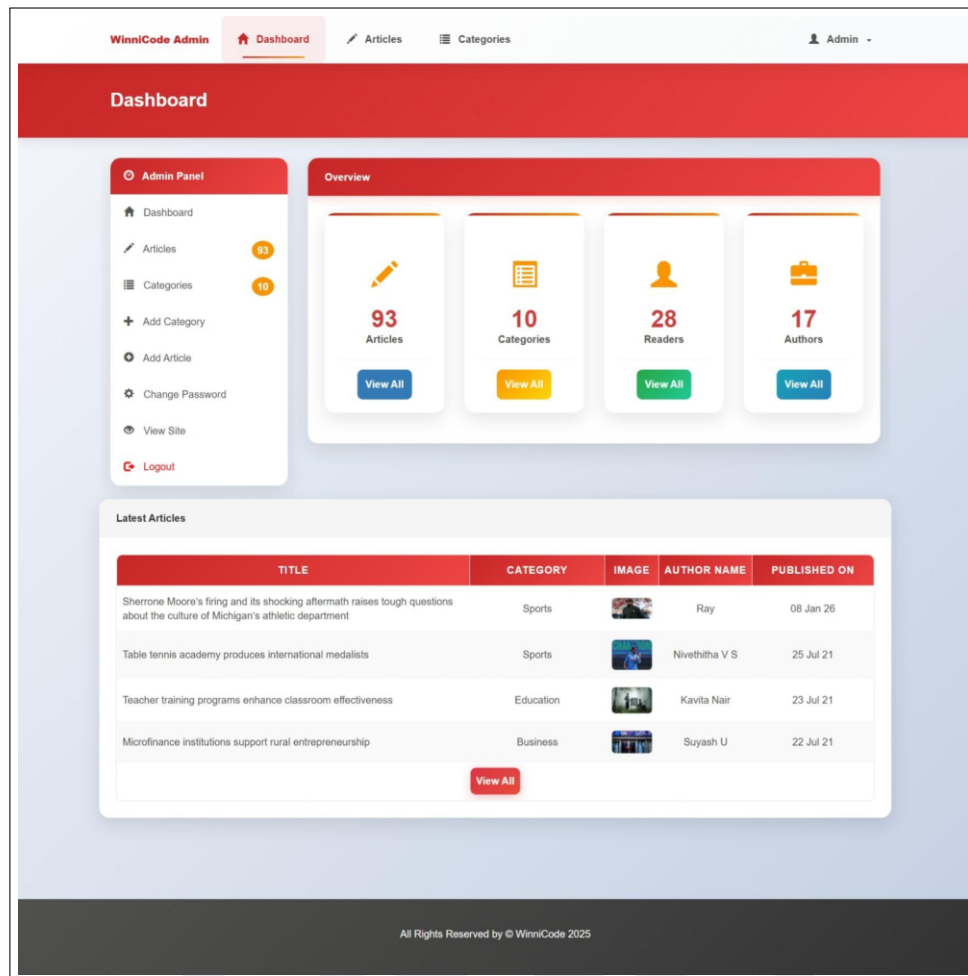 WinniCode Admin Dashboard Articles Categories Admin
Dashboard
Admin Panel
Dashboard
Articles 93
Categories 10
Add Category
Add Article
Change Password
View Site
Logout
Overview
93 10 28 17
Articles Categories Readers Authors
View All View All View All View All
Latest Articles
TITLE CATEGORY IMAGE AUTHOR NAME PUBLISHED ON
Sherrone Moore's firing and its shocking aftermath raises tough questions
about the culture of Michigan's athletic department
Sports Ray 08 Jan 26
Table tennis academy produces international medalists Sports Nivethitha V S 25 Jul 21
Teacher training programs enhance classroom effectiveness Education Kavita Nair 23 Jul 21
Microfinance institutions support rural entrepreneurship Business Suyash U 22 Jul 21
View All
All Rights Reserved by © WinniCode 2025